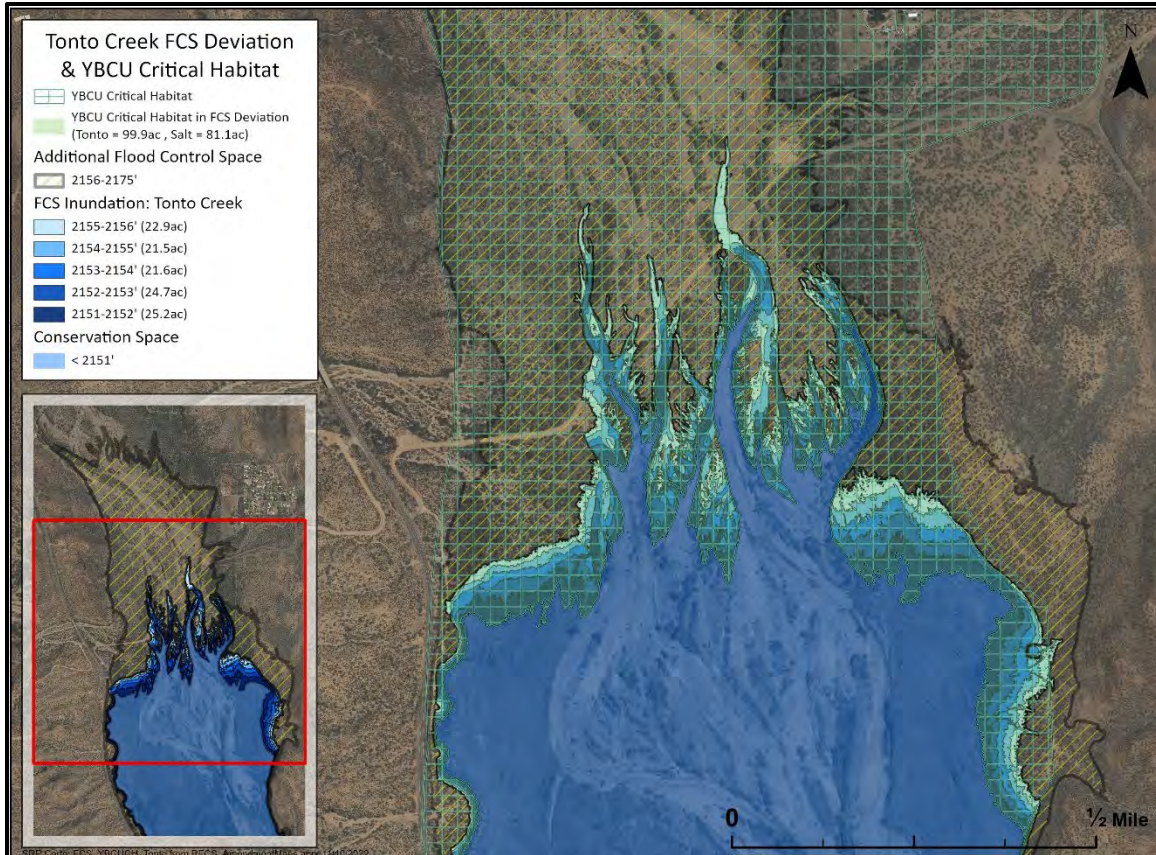 Tonto Creek FCS Deviation
& YBCU Critical Habitat
YBCU Critical Habitat
YBCU Critical Habitat in FCS Deviation
(Tonto = 99.9ac , Salt = 81.1ac)
Additional Flood Control Space
2156-2175'
FCS Inundation: Tonto Creek
2155-2156' (22.9ac)
2154-2155' (21.5ac)
2153-2154' (21.6ac)
2152-2153' (24.7ac)
2151-2152' (25.2ac)
Conservation Space
< 2151'
N
0
½ Mile